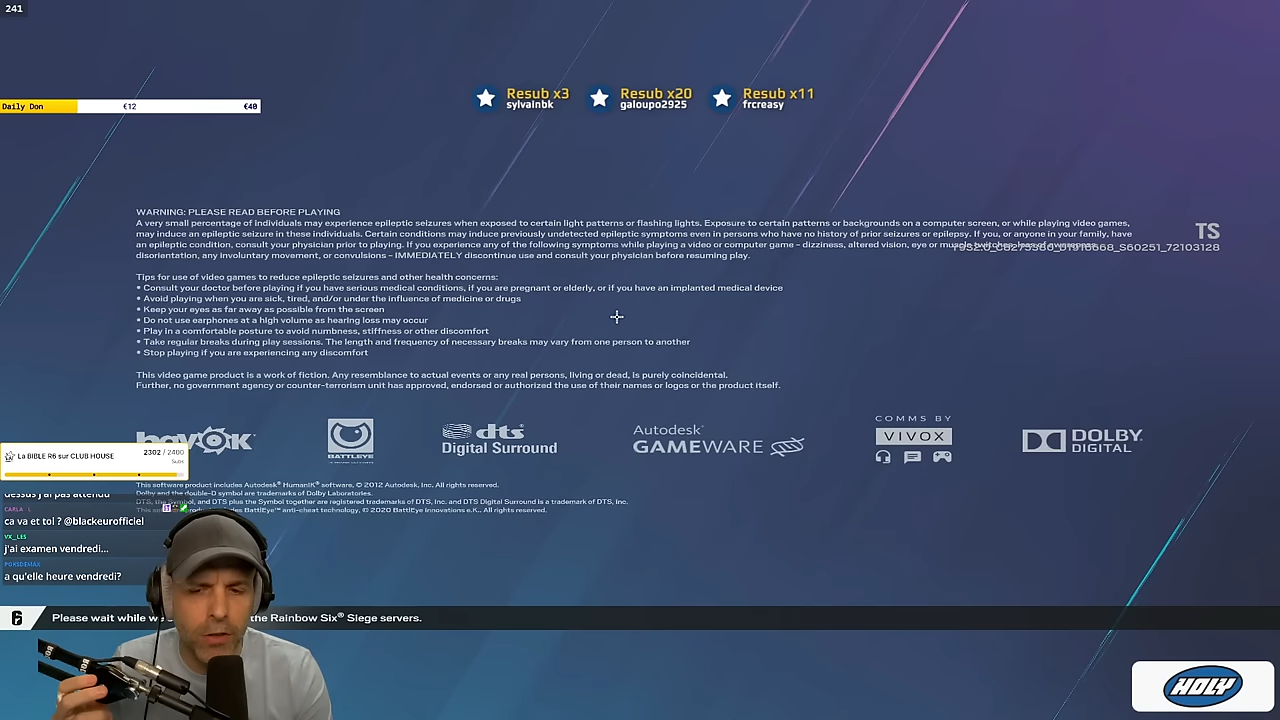 241
Daily Don €12 €40
Resub x3
sylvainbk
Resub x20
galoupo2925
Resub x11
frcreasy
WARNING: PLEASE READ BEFORE PLAYING
A very small percentage of individuals may experience epileptic seizures when exposed to certain light patterns or flashing lights. Exposure to certain patterns or backgrounds on a computer screen, or while playing video games,
may induce an epileptic seizure in these individuals. Certain conditions may induce previously undetected epileptic symptoms even in persons who have no history of prior seizures or epilepsy. If you, or anyone in your family, have
an epileptic condition, consult your physician prior to playing. If you experience any of the following symptoms while playing a video or computer game – dizziness, altered vision, eye or
disorientation, any involuntary movement, or convulsions – IMMEDIATELY discontinue use and consult your physician before resuming play.
TS
Tips for use of video games to reduce epileptic seizures and other health concerns:
• Consult your doctor before playing if you have serious medical conditions, if you are pregnant or elderly, or if you have an implanted medical device
• Avoid playing when you are sick, tired, and/or under the influence of medicine or drugs
• Keep your eyes as far away as possible from the screen
• Do not use earphones at a high volume as hearing loss may occur
• Play in a comfortable posture to avoid numbness, stiffness or other discomfort
• Take regular breaks during play sessions. The length and frequency of necessary breaks may vary from one person to another
• Stop playing if you are experiencing any discomfort
This video game product is a work of fiction. Any resemblance to actual events or any real persons, living or dead, is purely coincidental.
Further, no government agency or counter-terrorism unit has approved, endorsed or authorized the use of their names or logos or the product itself.
havok
BATTLEYE
dts
Digital Surround
Autodesk®
GAMEWARE
COMMS BY
VIVOX
DOLBY
DIGITAL
La BIBLE R6 sur CLUB HOUSE 2302 / 2400
Subs
This software product includes Autodesk® HumanIK® software, © 2012 Autodesk, Inc. All rights reserved.
Dolby and the double-D symbol are trademarks of Dolby Laboratories.
DTS, the Symbol, and DTS plus the Symbol together are registered trademarks of DTS, Inc. and DTS Digital Surround is a trademark of DTS, Inc.
includes BattlEye™ anti-cheat technology, © 2020 BattlEye Innovations e.K.. All rights reserved.
dessus j'ai pas attendu
ca va et toi ? @blackeurofficiel
VX_LES
j'ai examen vendredi...
POKSDEMAX
a qu'elle heure vendredi?
Please wait while we the Rainbow Six® Siege servers.
HOLY